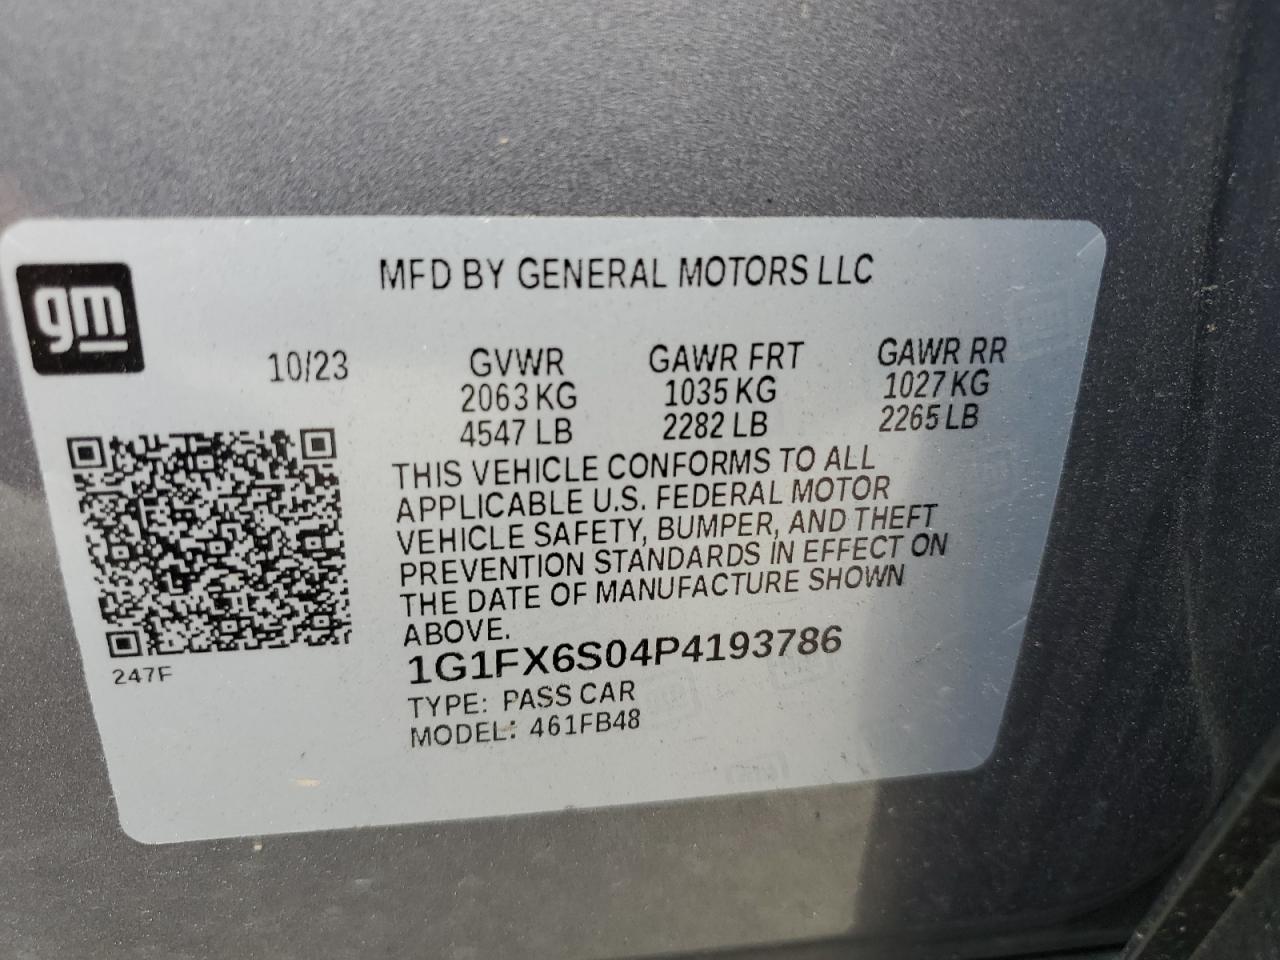 MFD BY GENERAL MOTORS LLC
gm
10/23 GVWR GAWR FRT GAWR RR
2063 KG 1035 KG 1027 KG
4547 LB 2282 LB 2265 LB
THIS VEHICLE CONFORMS TO ALL
APPLICABLE U.S. FEDERAL MOTOR
VEHICLE SAFETY, BUMPER, AND THEFT
PREVENTION STANDARDS IN EFFECT ON
THE DATE OF MANUFACTURE SHOWN
ABOVE.
247F
1G1FX6S04P4193786
TYPE: PASS CAR
MODEL: 461FB48